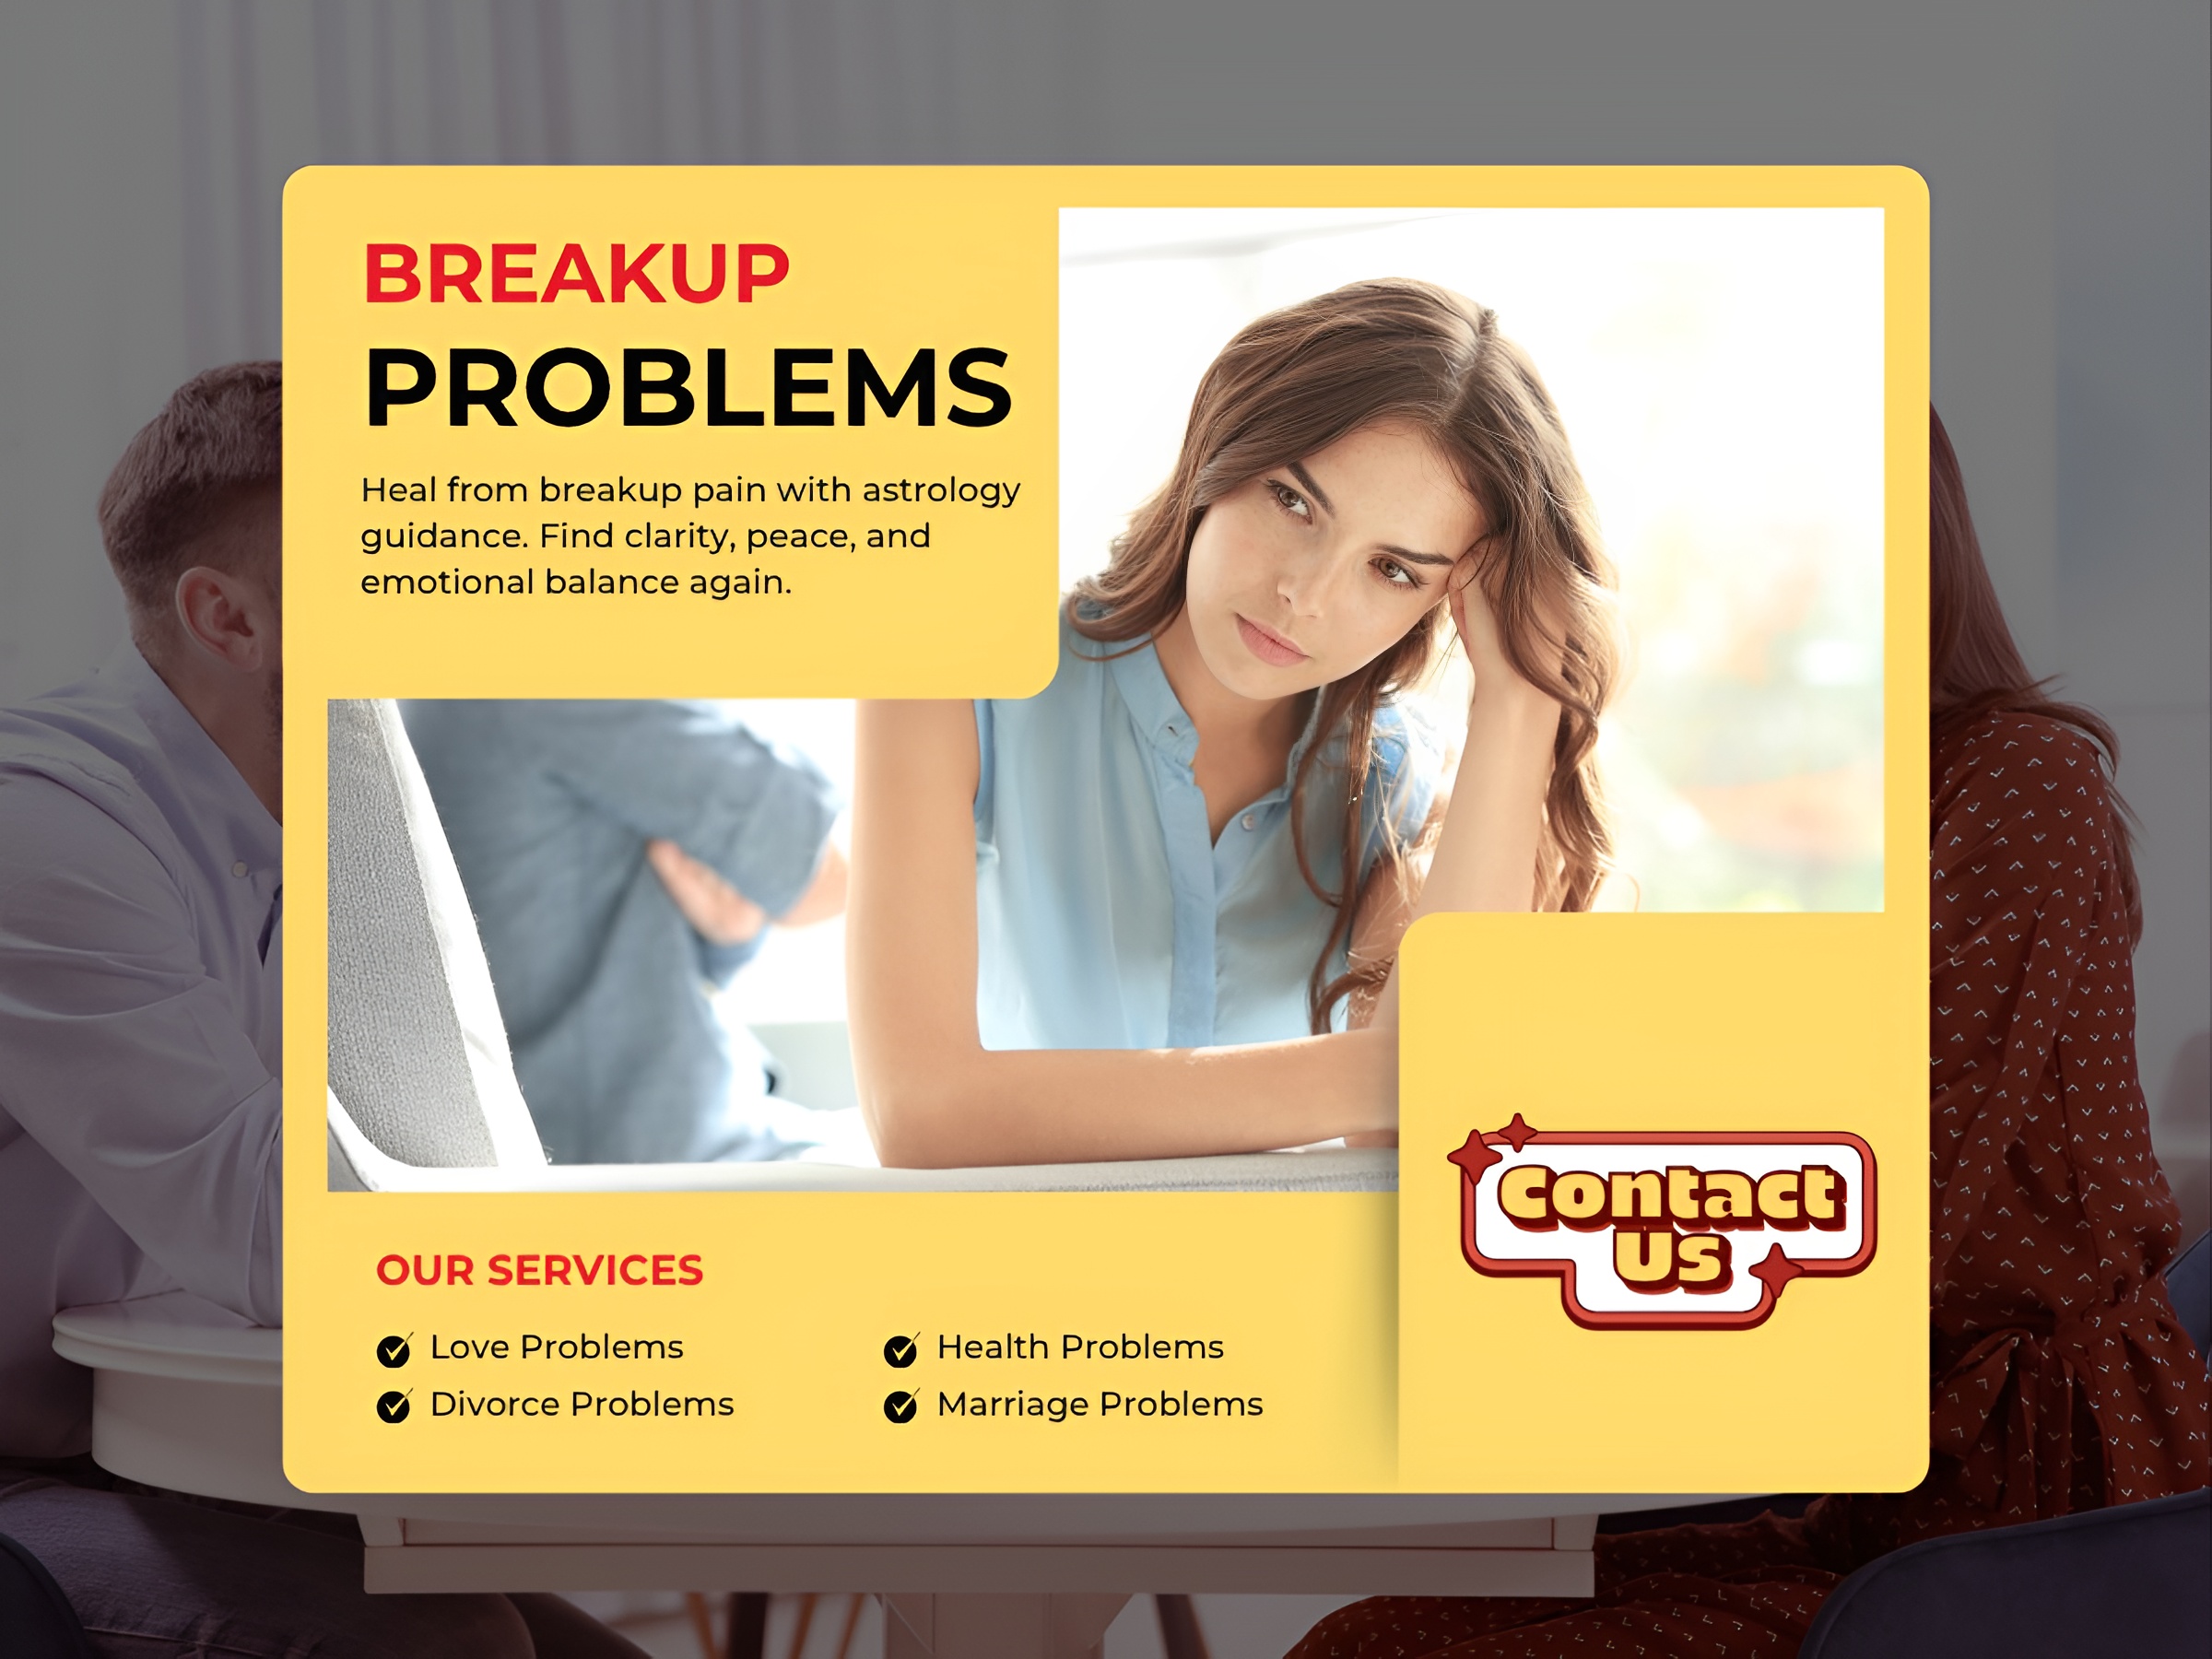 BREAKUP
PROBLEMS
Heal from breakup pain with astrology
guidance. Find clarity, peace, and
emotional balance again.
OUR SERVICES
Love Problems
Health Problems
Divorce Problems
Marriage Problems
Contact
Us